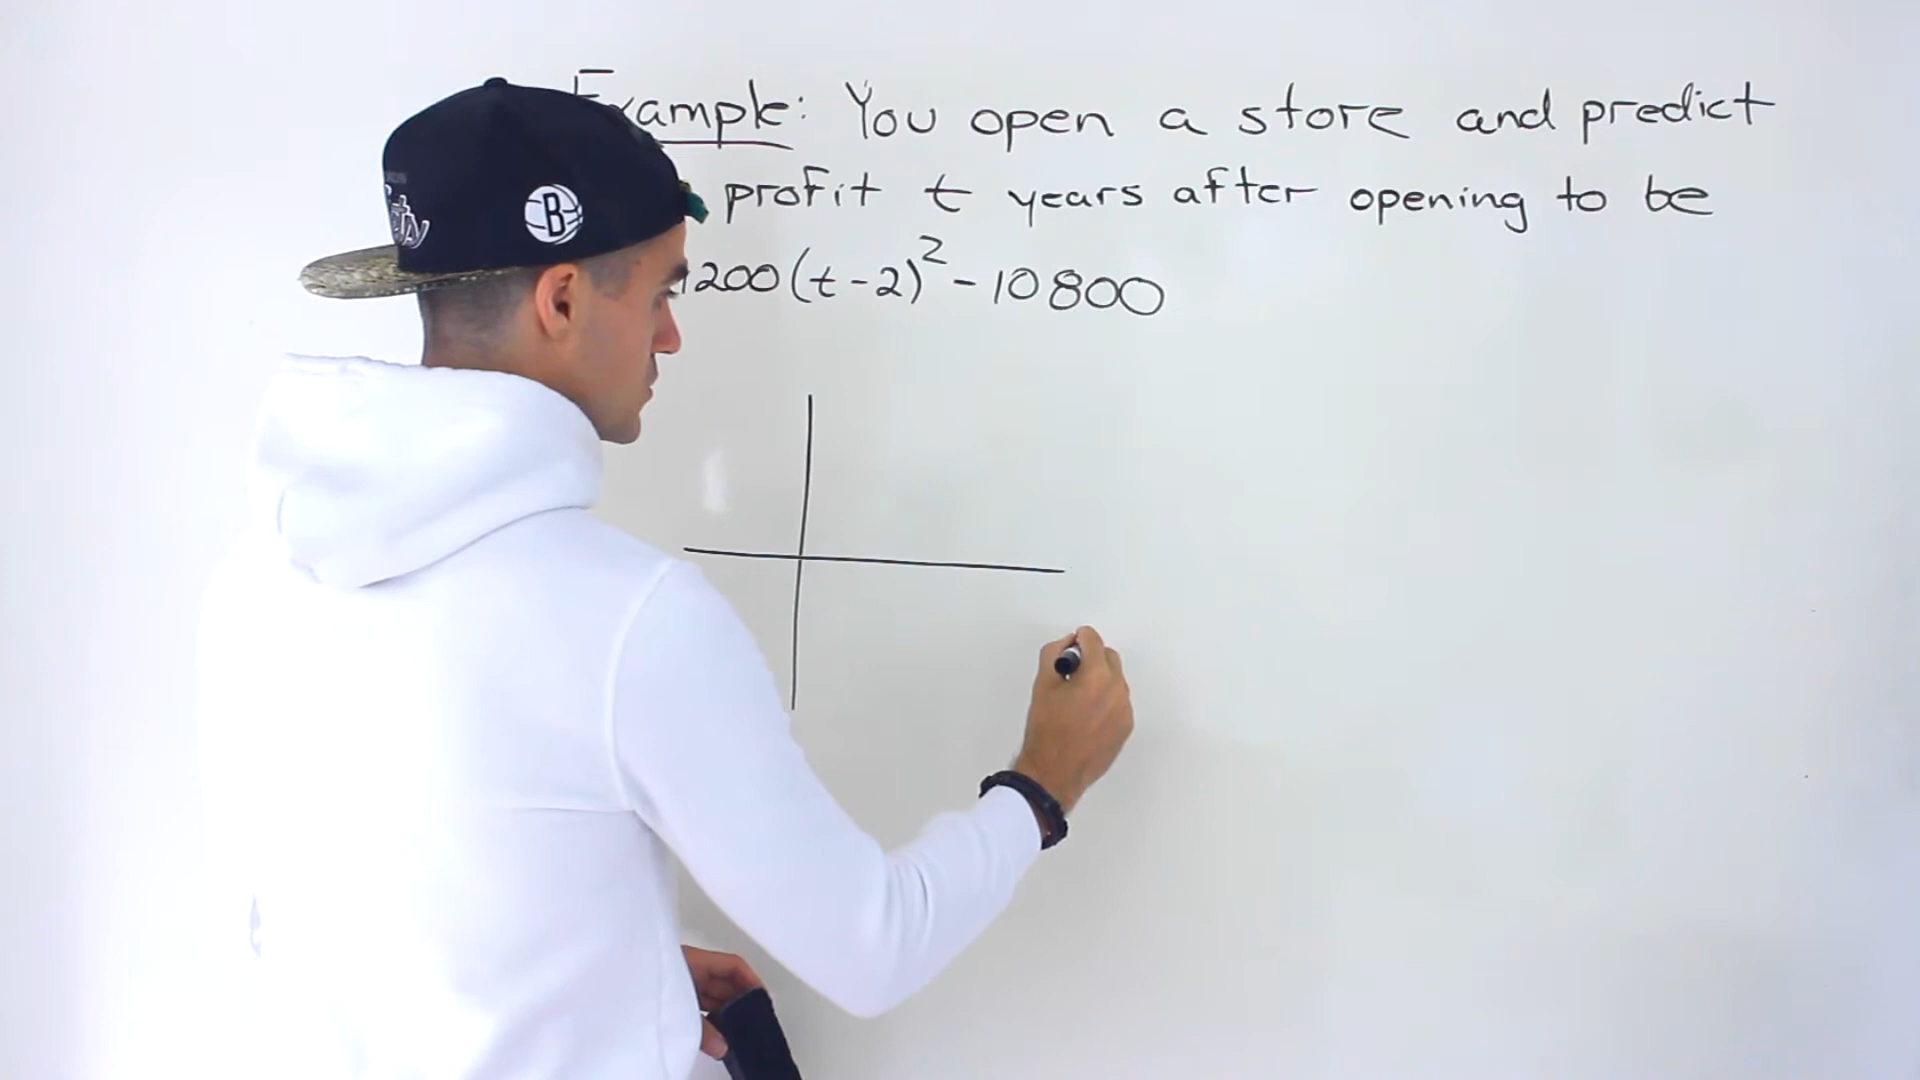 Example: You open a store and predict
profit t years after opening to be
1200(t-2)² - 10800
B